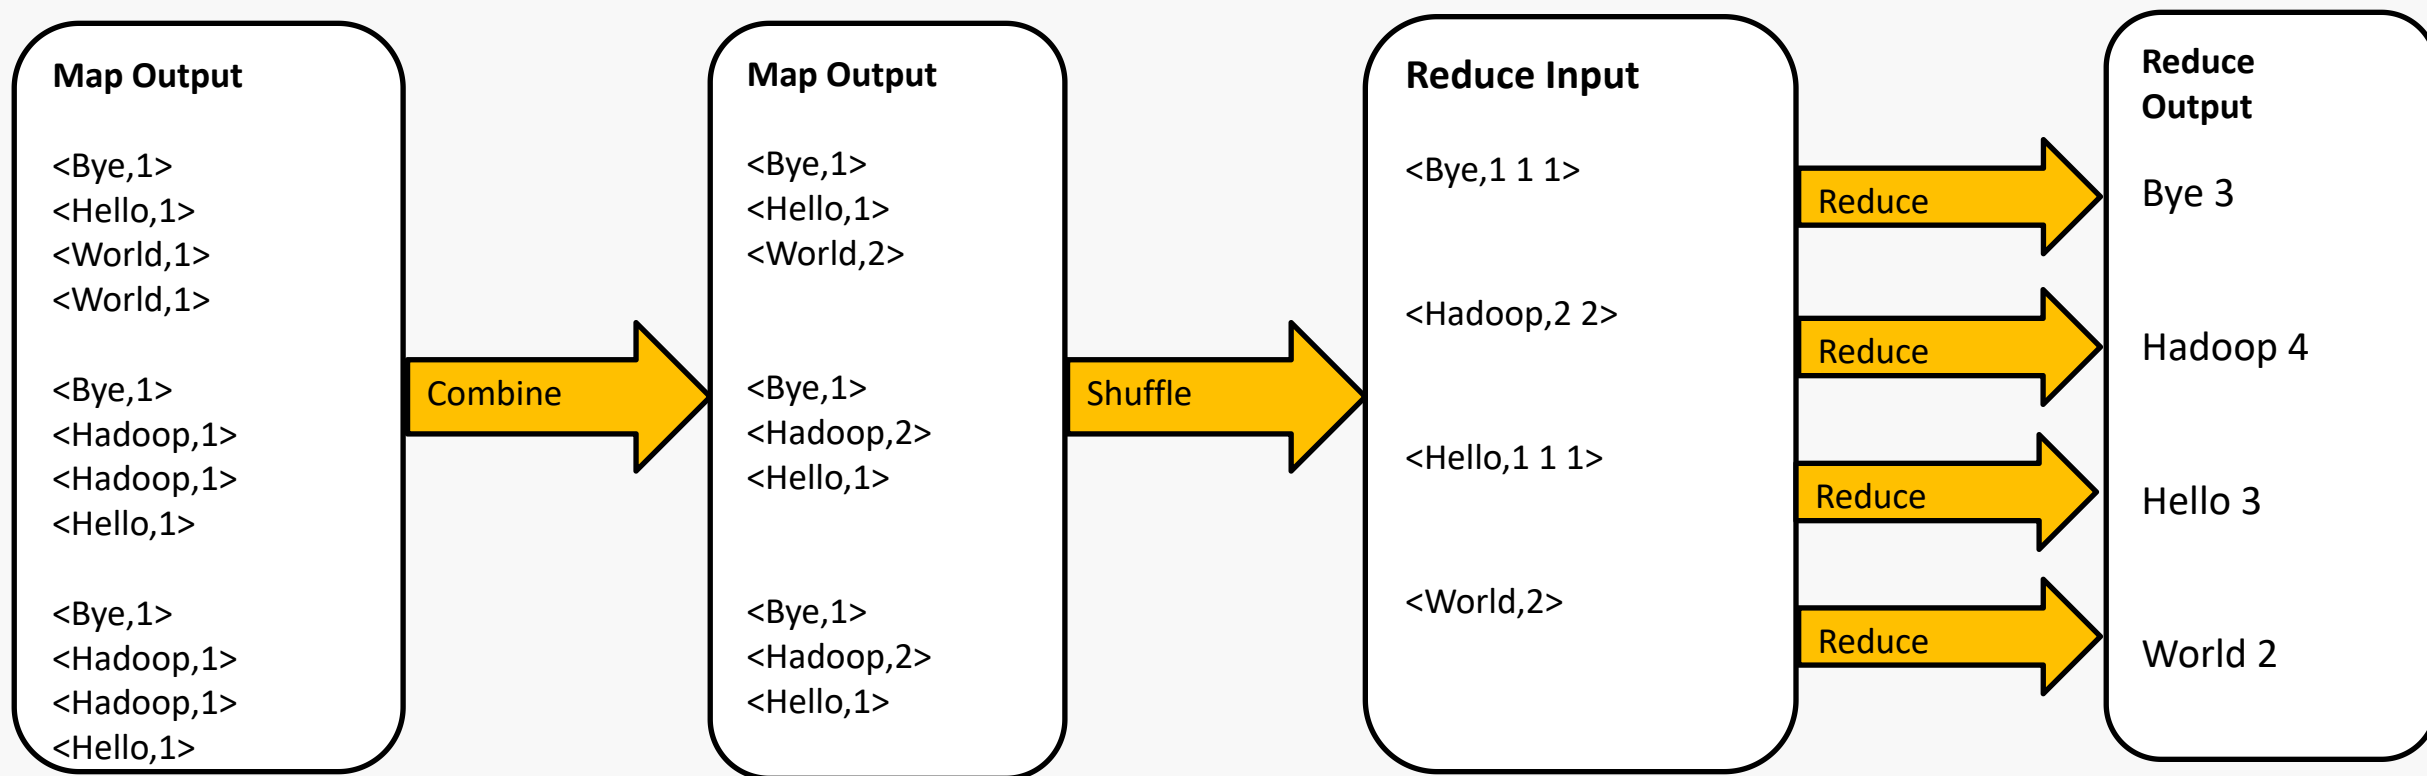 Map Output
<Bye,1>
<Hello,1>
<World,1>
<World,1>
<Bye,1>
<Hadoop,1>
<Hadoop,1>
<Hello,1>
<Bye,1>
<Hadoop,1>
<Hadoop,1>
<Hello,1>
Combine
Map Output
<Bye,1>
<Hello,1>
<World,2>
<Bye,1>
<Hadoop,2>
<Hello,1>
<Bye,1>
<Hadoop,2>
<Hello,1>
Shuffle
Reduce Input
<Bye,1 1 1>
<Hadoop,2 2>
<Hello,1 1 1>
<World,2>
Reduce
Reduce
Reduce
Reduce
Reduce
Output
Bye 3
Hadoop 4
Hello 3
World 2